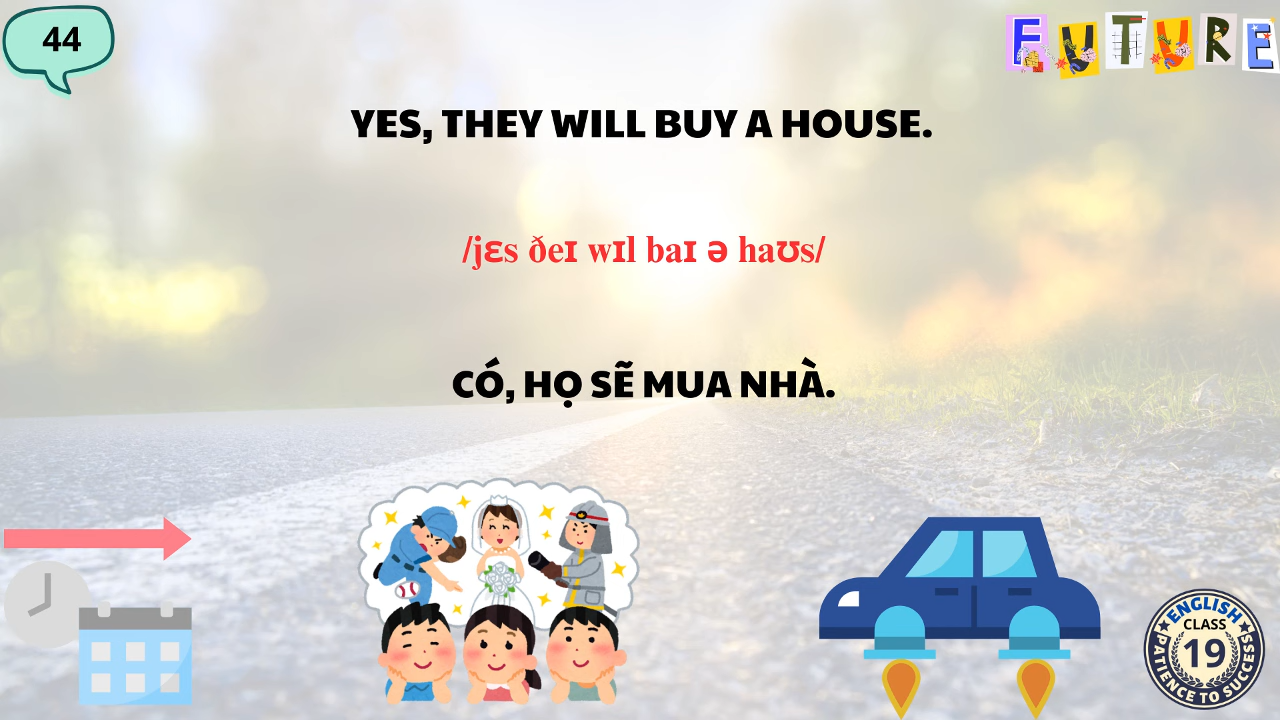 44
FUTURE
YES, THEY WILL BUY A HOUSE.
/jɛs ðeɪ wɪl baɪ ə haʊs/
CÓ, HỌ SẼ MUA NHÀ.
ENGLISH
CLASS
19
PATIENCE TO SUCCESS